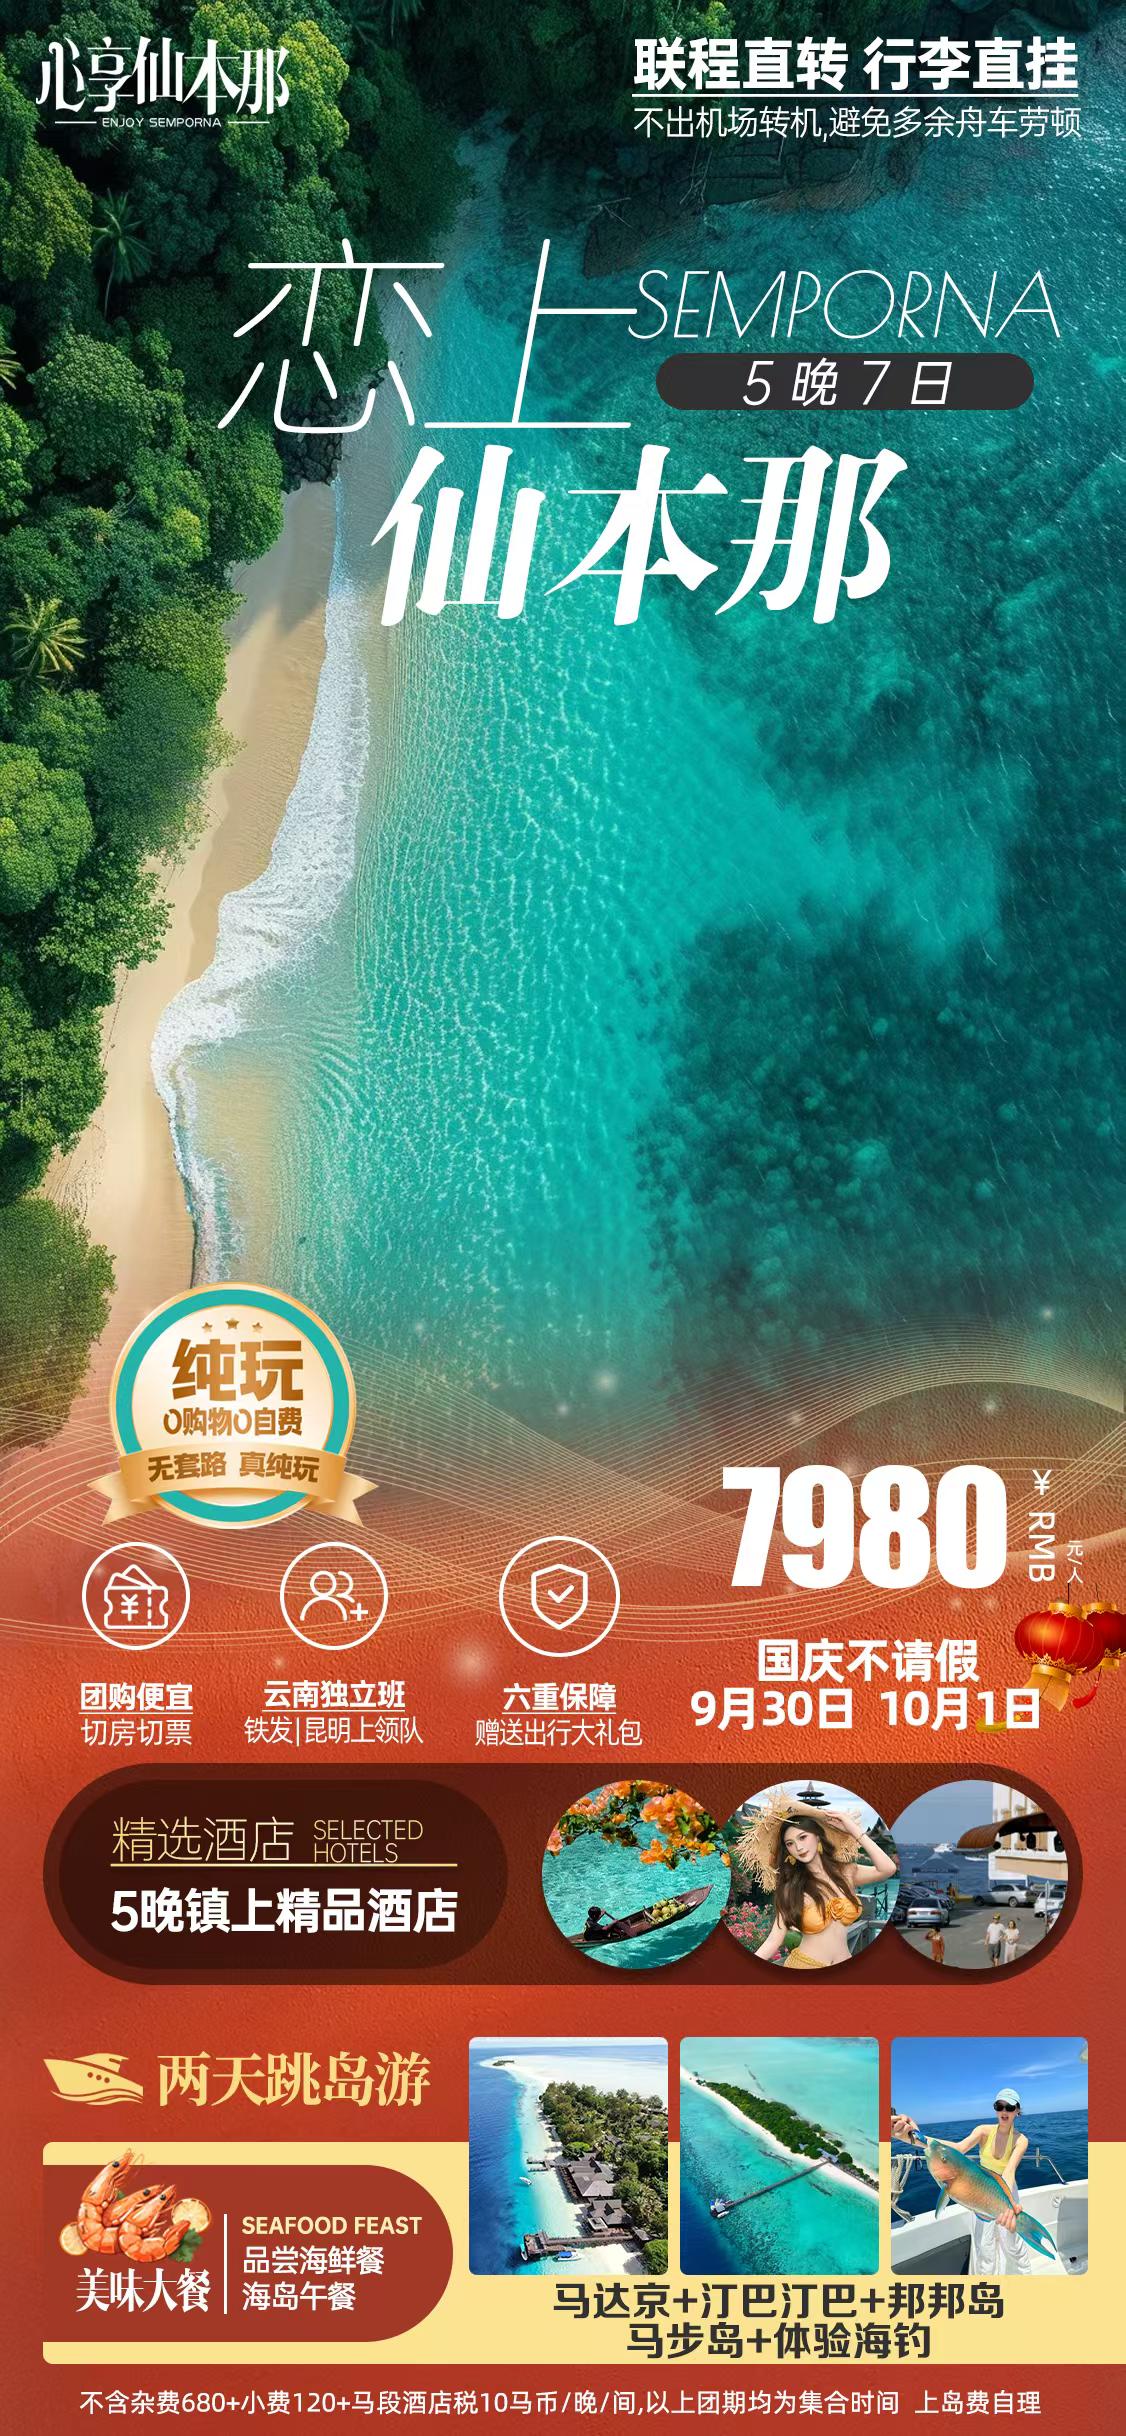 心享仙本那
ENJOY SEMPORNA
联程直转 行李直挂
不出机场转机,避免多余舟车劳顿
恋上
SEMPORNA
5晚7日
仙本那
纯玩
0购物0自费
无套路 真纯玩
7980
¥ RMB
元/人
团购便宜
切房切票
云南独立班
铁发|昆明上领队
六重保障
赠送出行大礼包
国庆不请假
9月30日 10月1日
精选酒店 SELECTED HOTELS
5晚镇上精品酒店
两天跳岛游
美味大餐
SEAFOOD FEAST
品尝海鲜餐
海岛午餐
马达京+汀巴汀巴+邦邦岛
马步岛+体验海钓
不含杂费680+小费120+马段酒店税10马币/晚/间,以上团期均为集合时间 上岛费自理